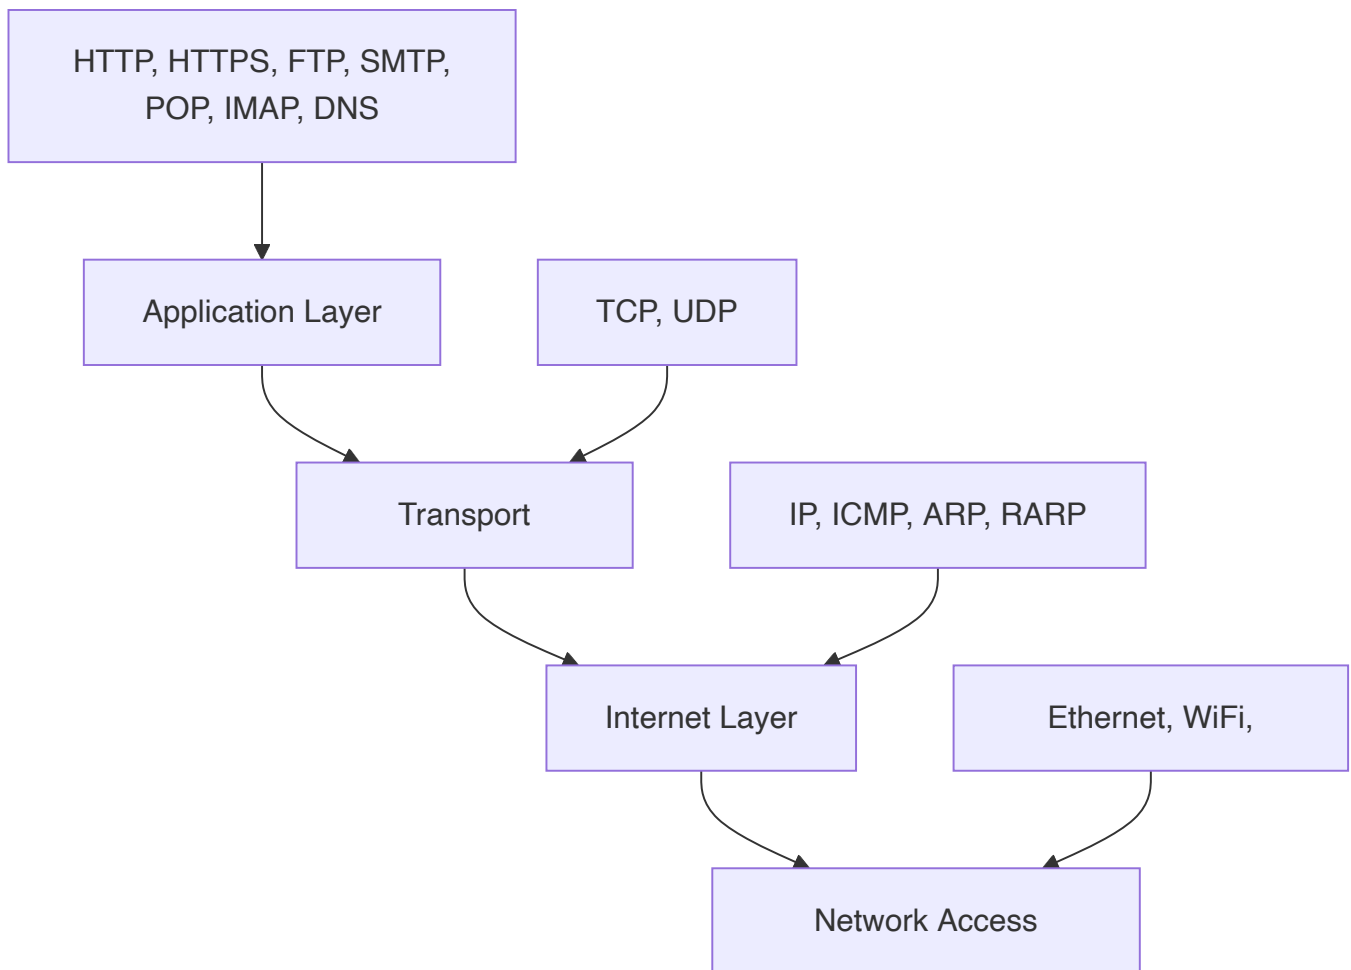 HTTP, HTTPS, FTP, SMTP,
POP, IMAP, DNS
Application Layer
TCP, UDP
Transport
IP, ICMP, ARP, RARP
Internet Layer
Ethernet, WiFi,
Network Access